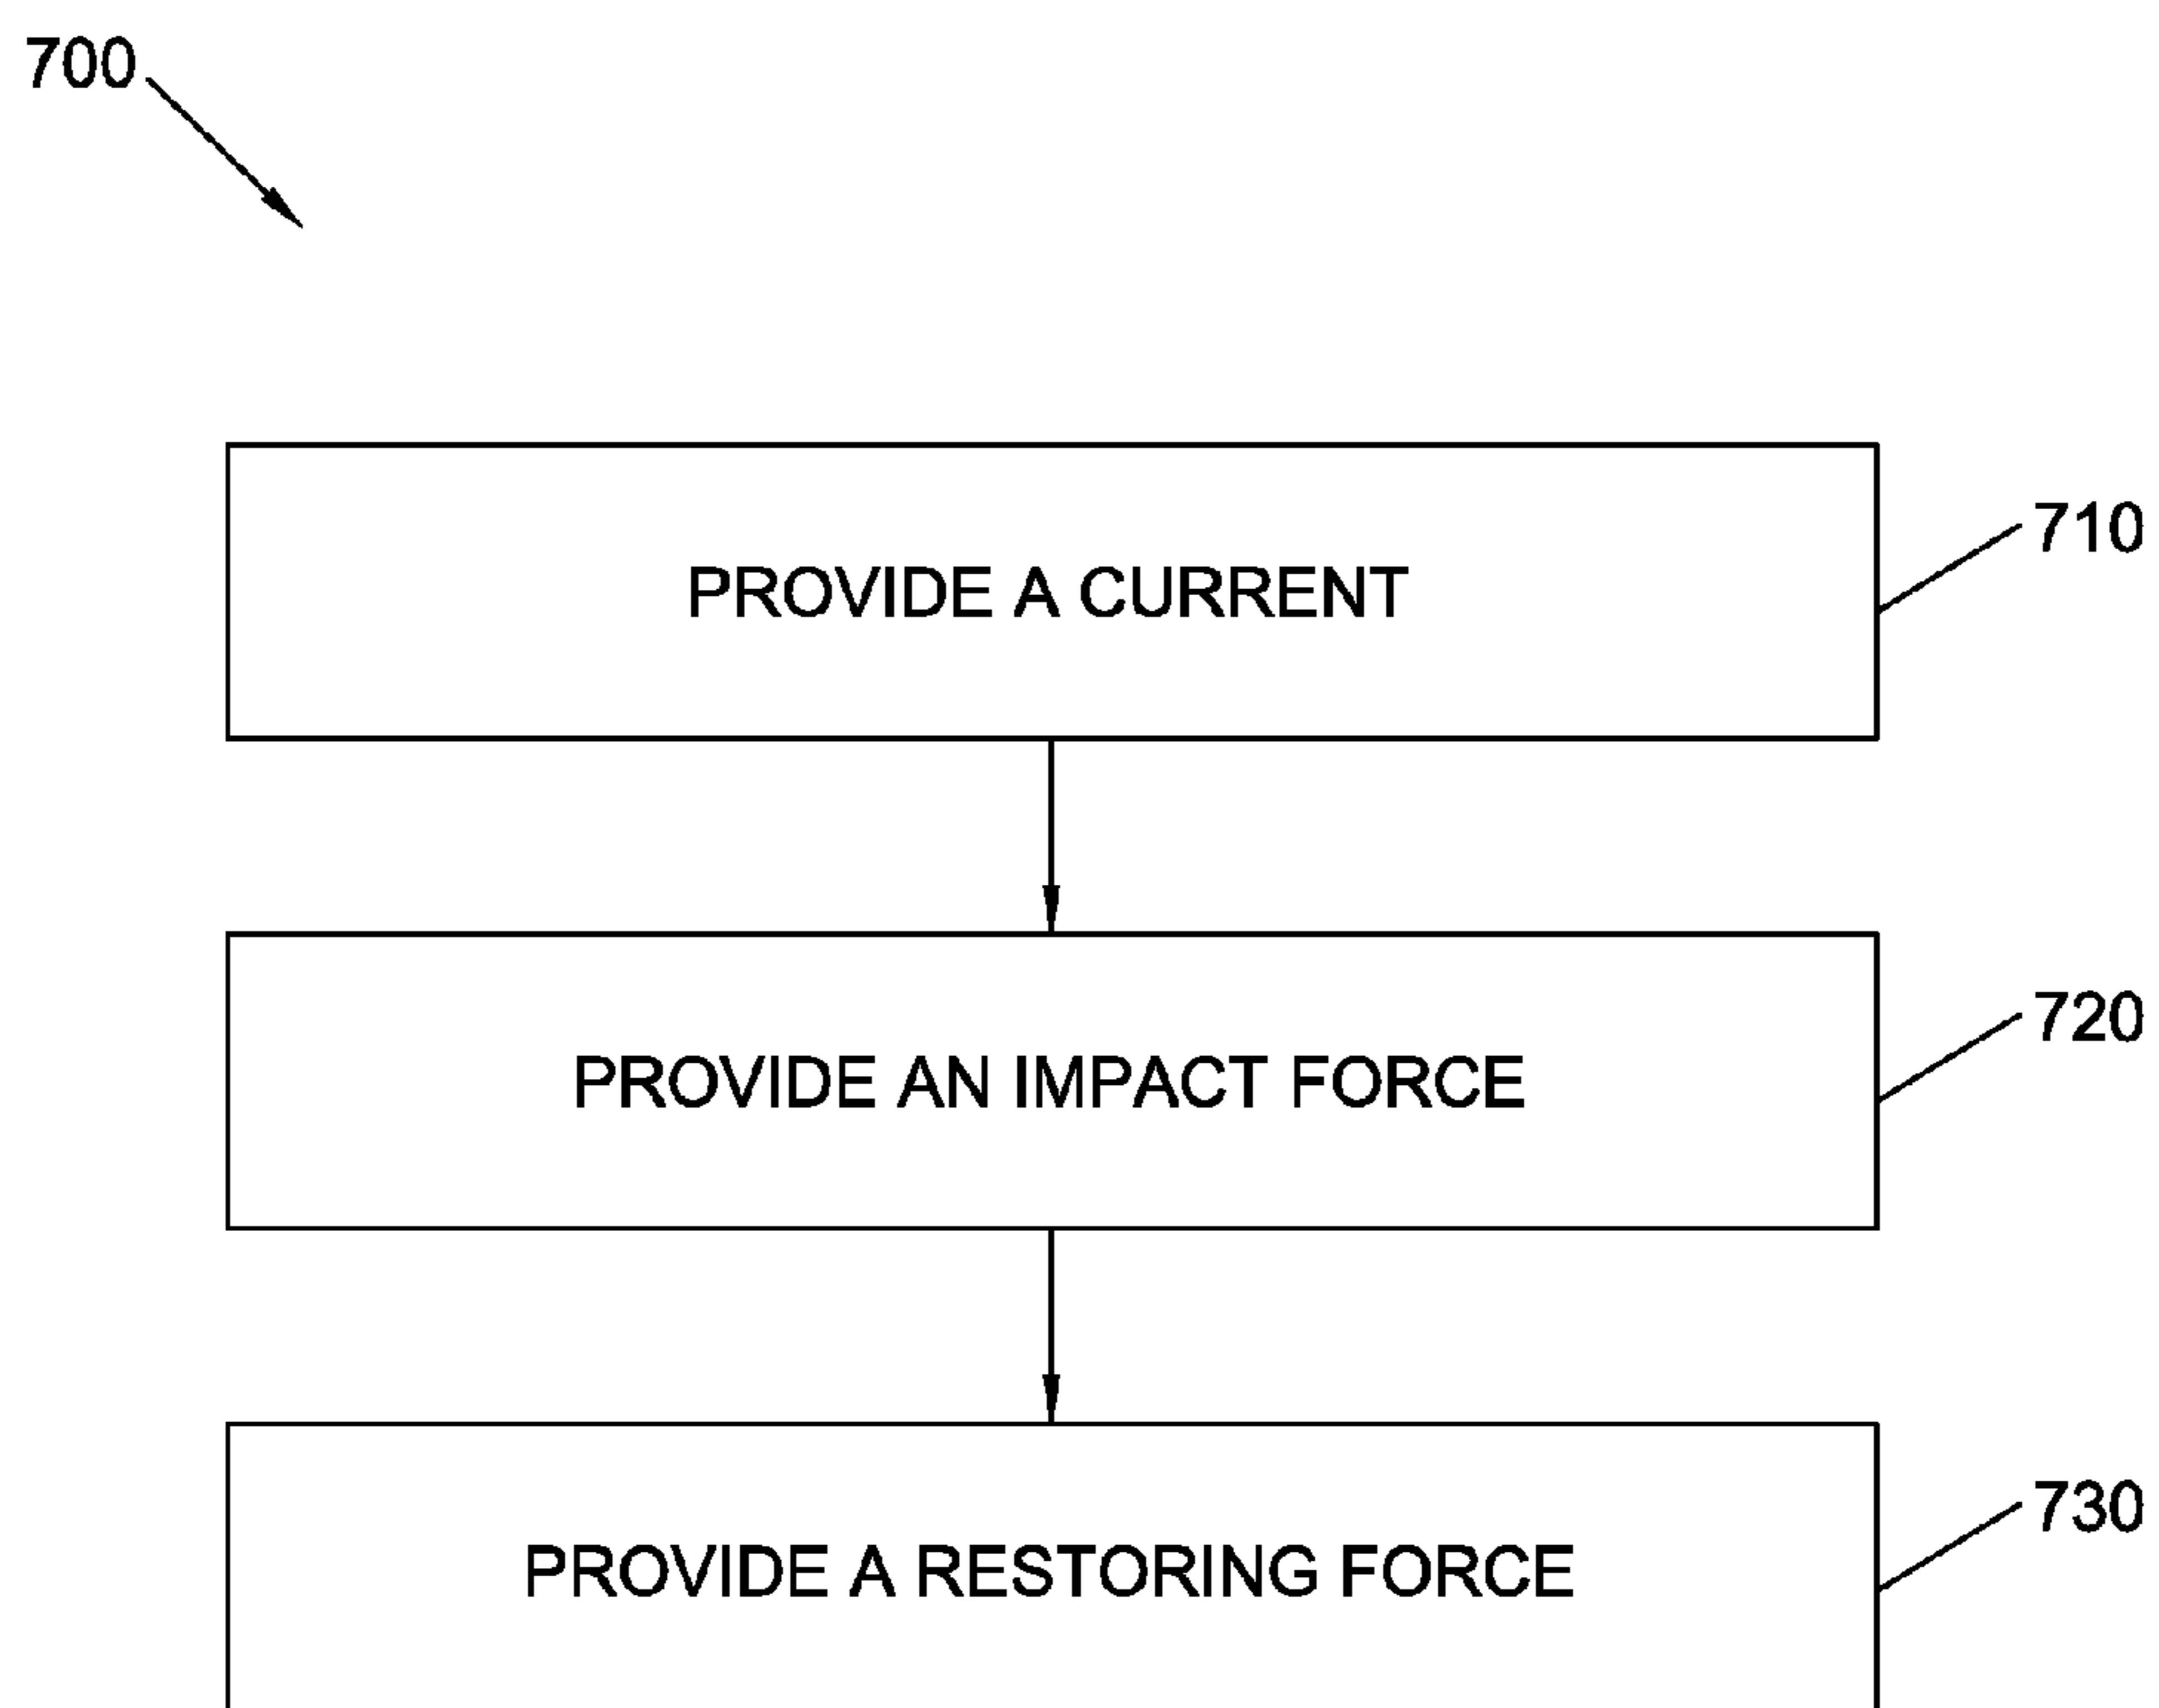 700
PROVIDE A CURRENT
710
PROVIDE AN IMPACT FORCE
720
PROVIDE A RESTORING FORCE
730